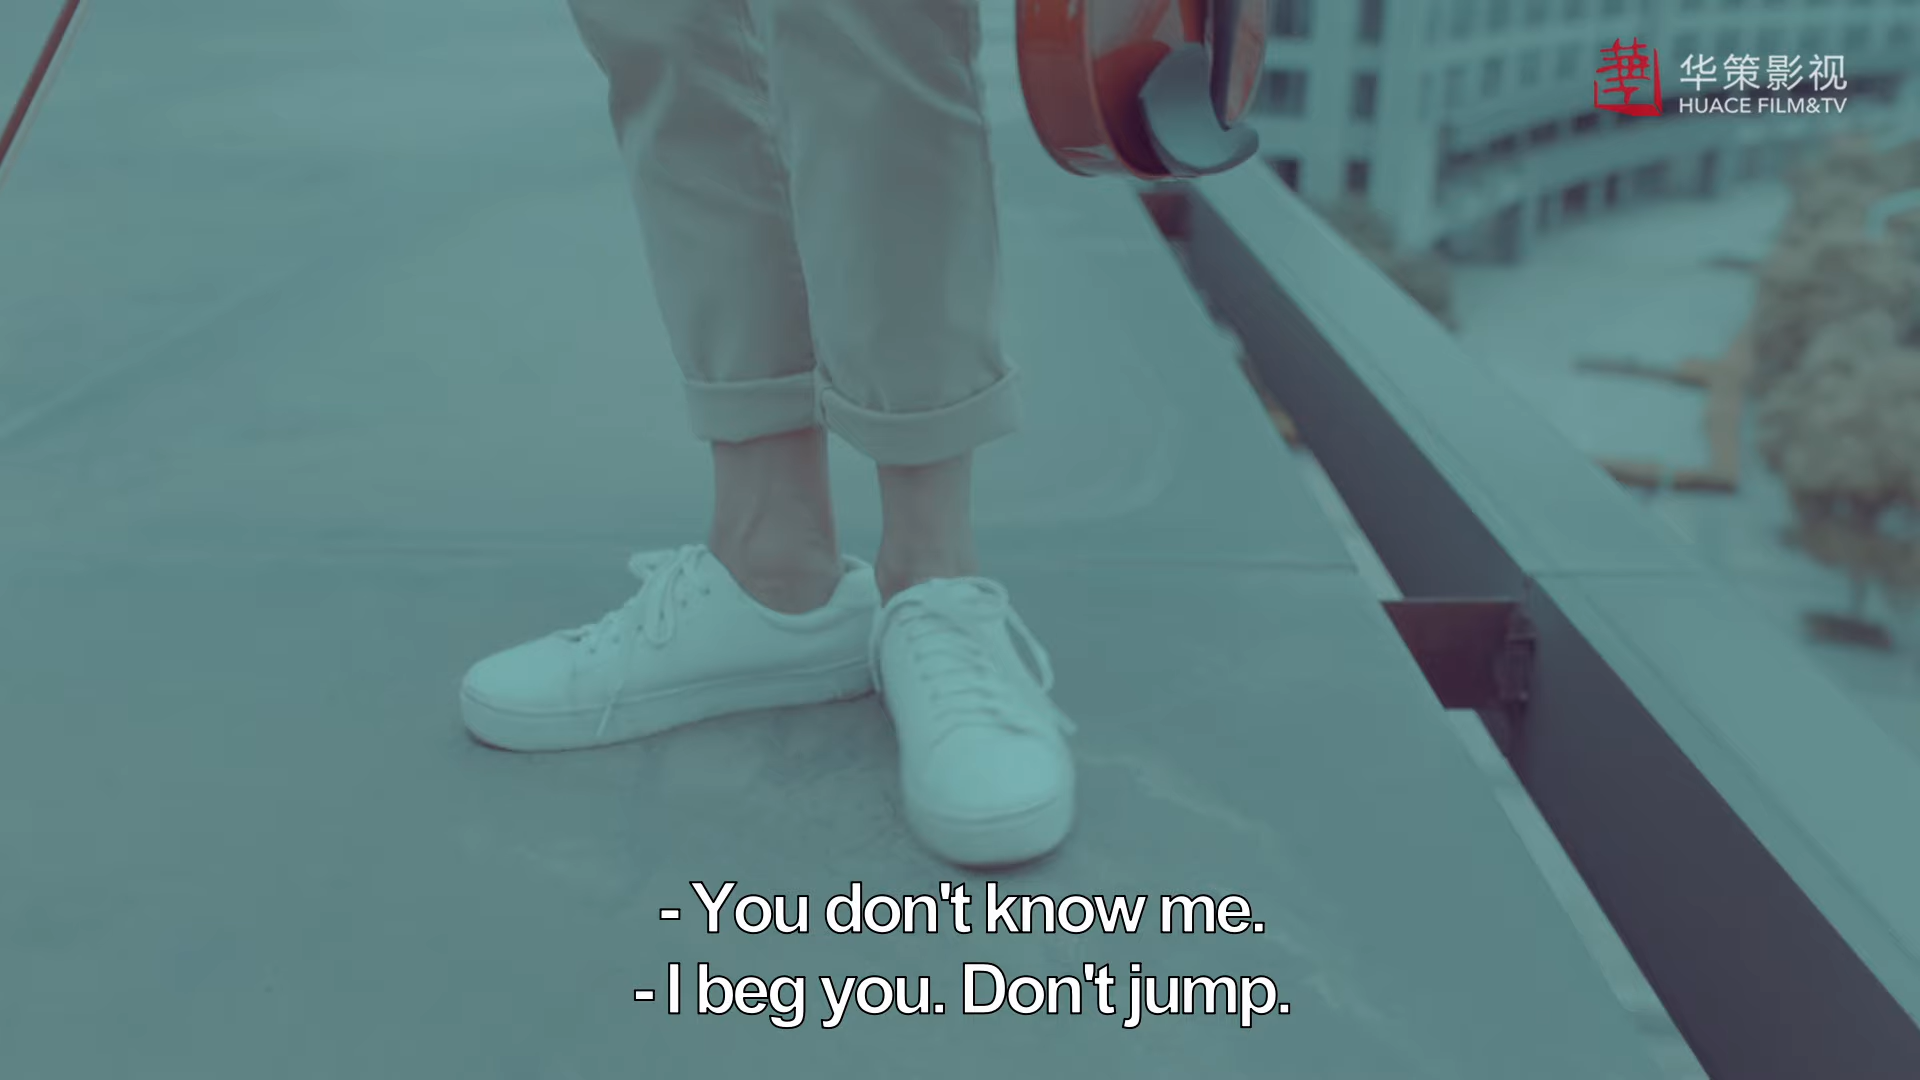 華
华策影视
HUACE FILM&TV
- You don't know me.
- I beg you. Don't jump.